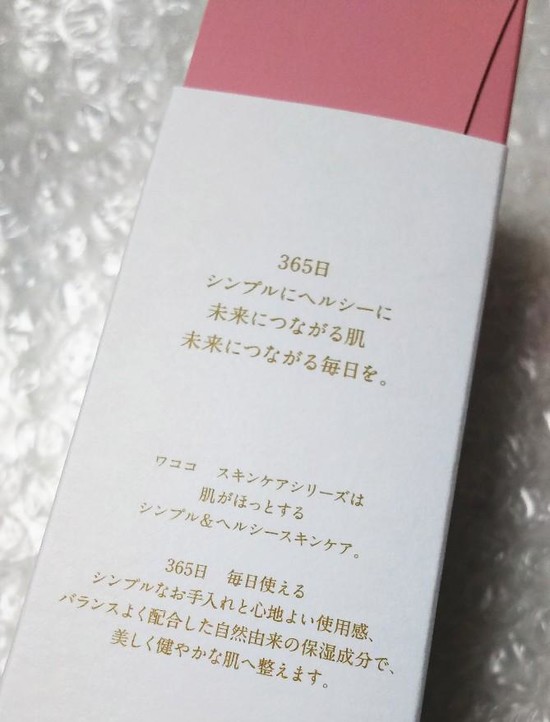 365日
シンプルにヘルシーに
未来につながる肌
未来につながる毎日を。
ワココ　スキンケアシリーズは
肌がほっとする
シンプル&ヘルシースキンケア。
365日　毎日使える
シンプルなお手入れと心地よい使用感、
バランスよく配合した自然由来の保湿成分で、
美しく健やかな肌へ整えます。